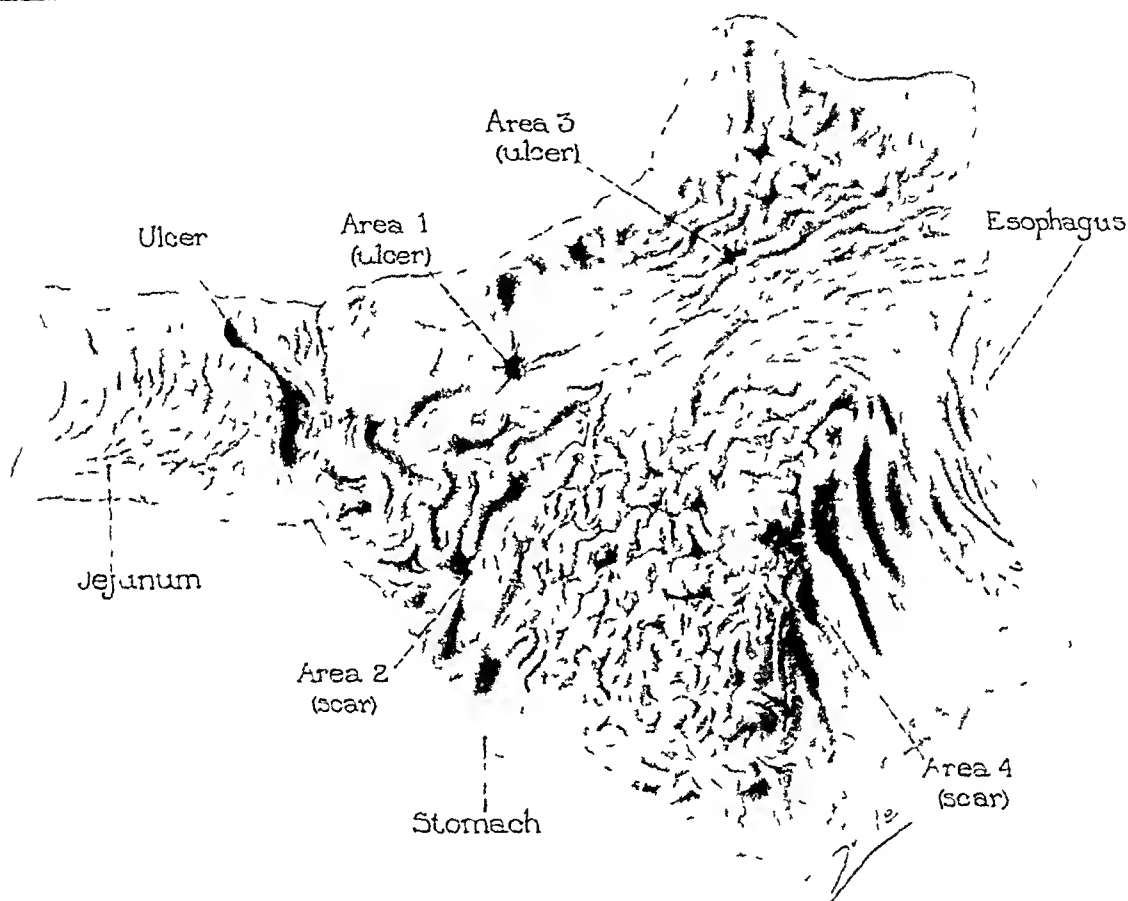 Area 3
(ulcer)
Ulcer
Area 1
(ulcer)
Esophagus
Jejunum
Area 2
(scar)
Area 4
(scar)
Stomach